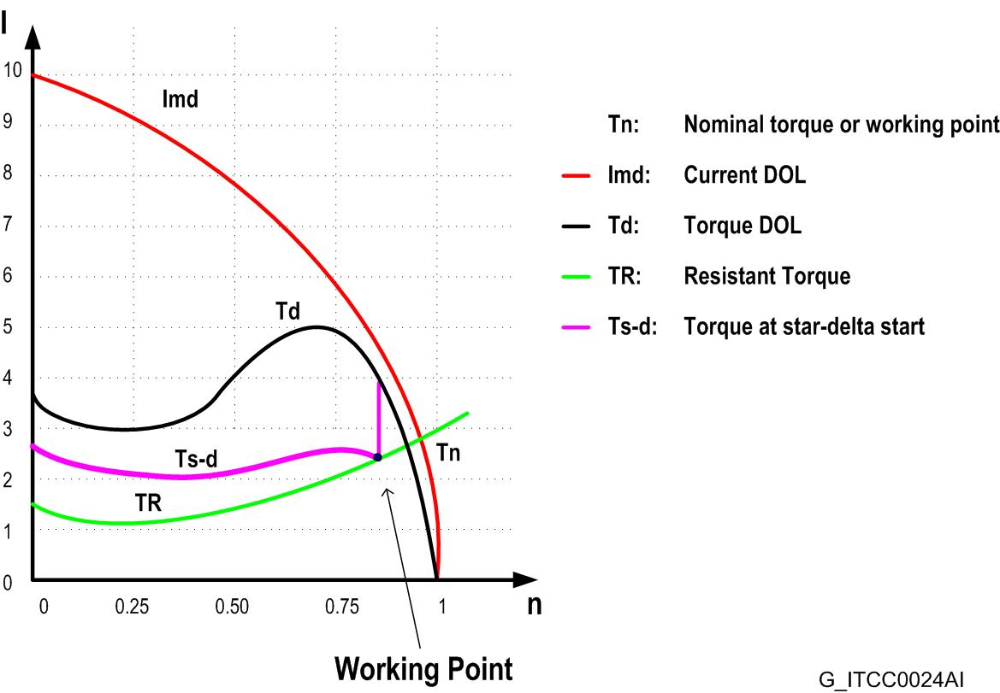 I
10
9
8
7
6
5
4
3
2
1
0
Imd
Td
Ts-d
TR
Tn
0 0.25 0.50 0.75 1 n
Working Point
Tn: Nominal torque or working point
Imd: Current DOL
Td: Torque DOL
TR: Resistant Torque
Ts-d: Torque at star-delta start
G_ITCC0024AI